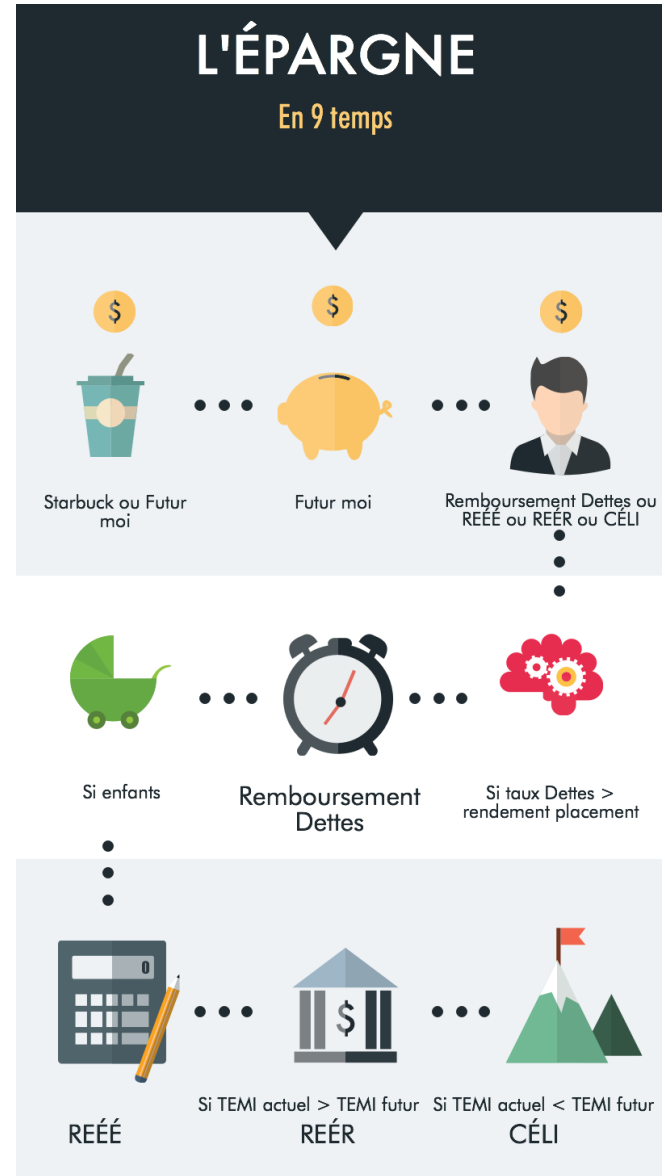 L'ÉPARGNE
En 9 temps
$
$
$
Starbuck ou Futur
moi
Futur moi
Remboursement Dettes ou
REÉÉ ou REÉR ou CÉLI
Si enfants
Remboursement
Dettes
Si taux Dettes >
rendement placement
0
$
Si TEMI actuel > TEMI futur
Si TEMI actuel < TEMI futur
REÉÉ
REÉR
CÉLI